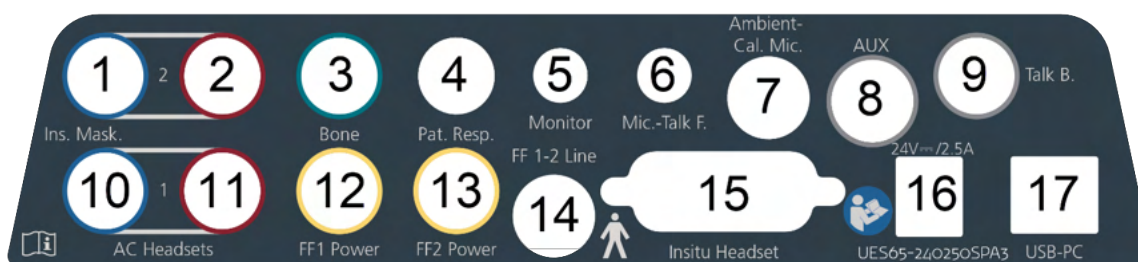 Ambient-
Cal. Mic.
AUX
1
2
2
3
4
5
6
7
8
9
Talk B.
Ins. Mask.
Bone
Pat. Resp.
Monitor
Mic.-Talk F.
FF 1-2 Line
24V⎓/2.5A
10
1
11
12
13
14
15
16
17
i
AC Headsets
FF1 Power
FF2 Power
Insitu Headset
UES65-240250SPA3
USB-PC